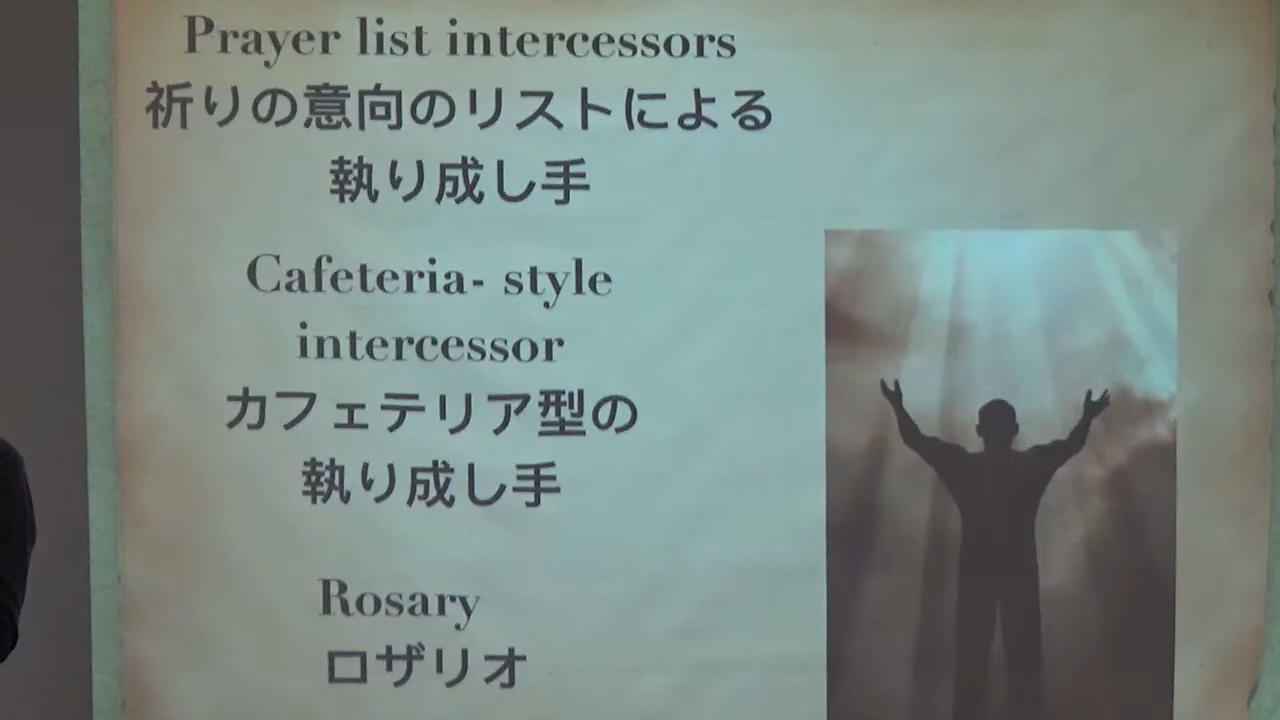 Prayer list intercessors
祈りの意向のリストによる
執り成し手
Cafeteria- style
intercessor
カフェテリア型の
執り成し手
Rosary
ロザリオ